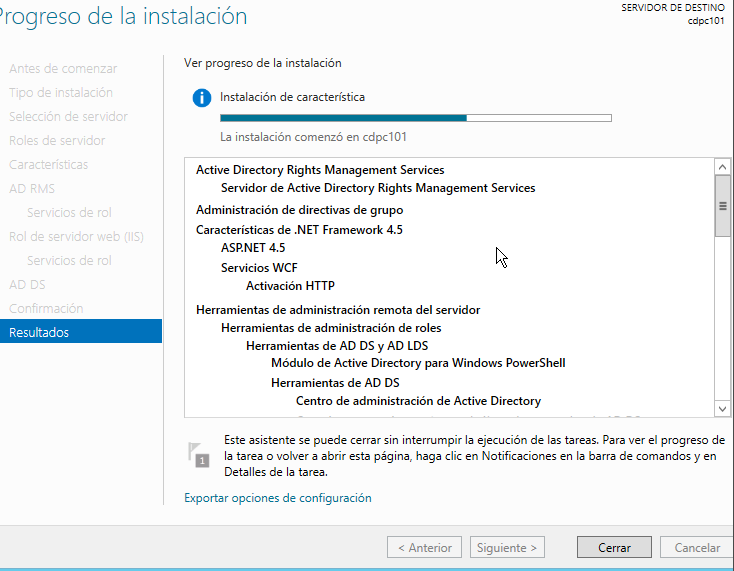 Progreso de la instalación
SERVIDOR DE DESTINO
cdpc101
Antes de comenzar
Tipo de instalación
Selección de servidor
Roles de servidor
Características
AD RMS
Servicios de rol
Rol de servidor web (IIS)
Servicios de rol
AD DS
Confirmación
Resultados
Ver progreso de la instalación
Instalación de característica
La instalación comenzó en cdpc101
Active Directory Rights Management Services
Servidor de Active Directory Rights Management Services
Administración de directivas de grupo
Características de .NET Framework 4.5
ASP.NET 4.5
Servicios WCF
Activación HTTP
Herramientas de administración remota del servidor
Herramientas de administración de roles
Herramientas de AD DS y AD LDS
Módulo de Active Directory para Windows PowerShell
Herramientas de AD DS
Centro de administración de Active Directory
1
Este asistente se puede cerrar sin interrumpir la ejecución de las tareas. Para ver el progreso de
la tarea o volver a abrir esta página, haga clic en Notificaciones en la barra de comandos y en
Detalles de la tarea.
Exportar opciones de configuración
< Anterior
Siguiente >
Cerrar
Cancelar